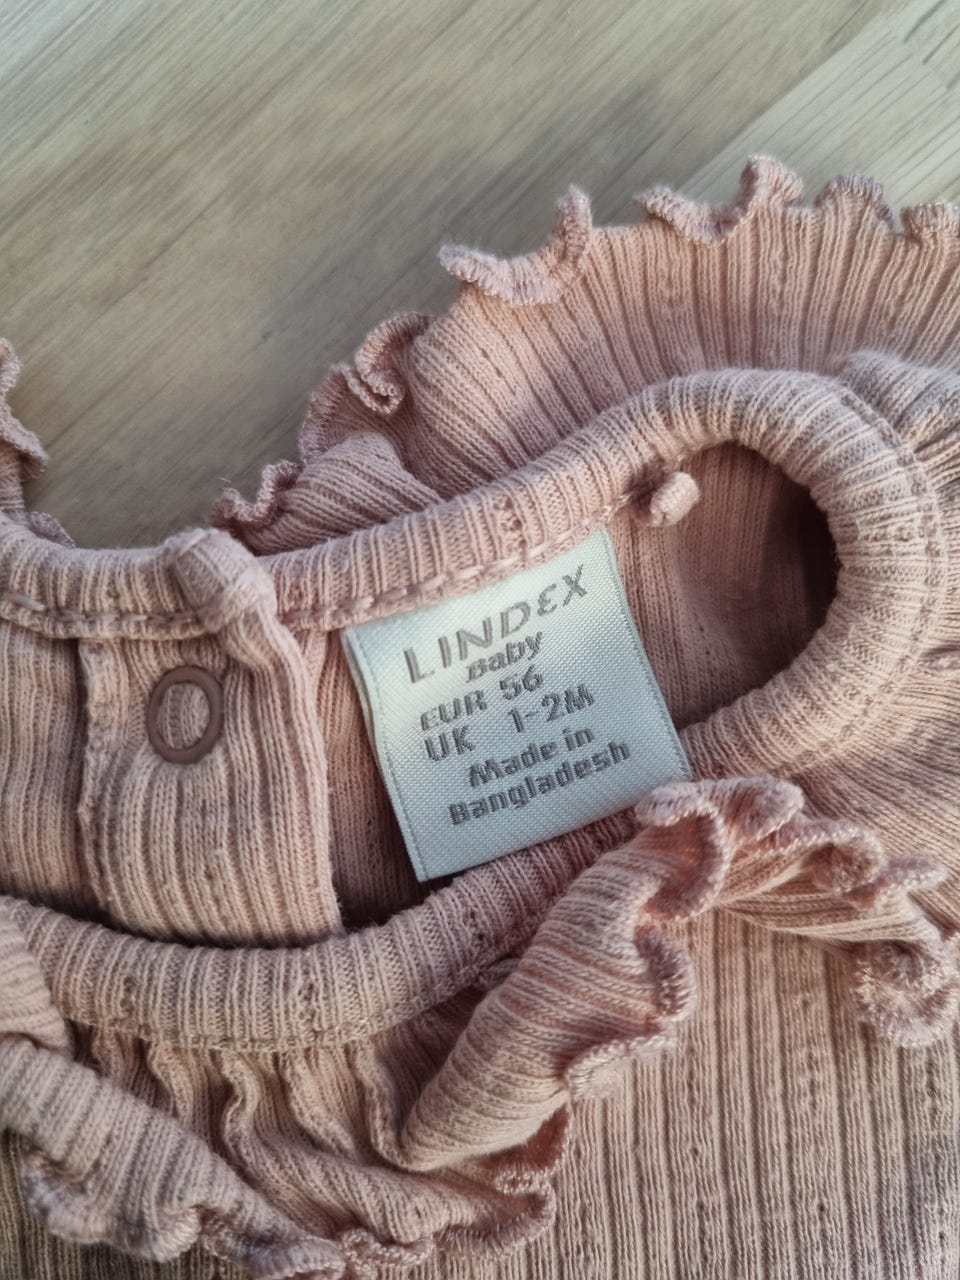 LINDEX
Baby
EUR 56
UK 1-2M
Made in
Bangladesh